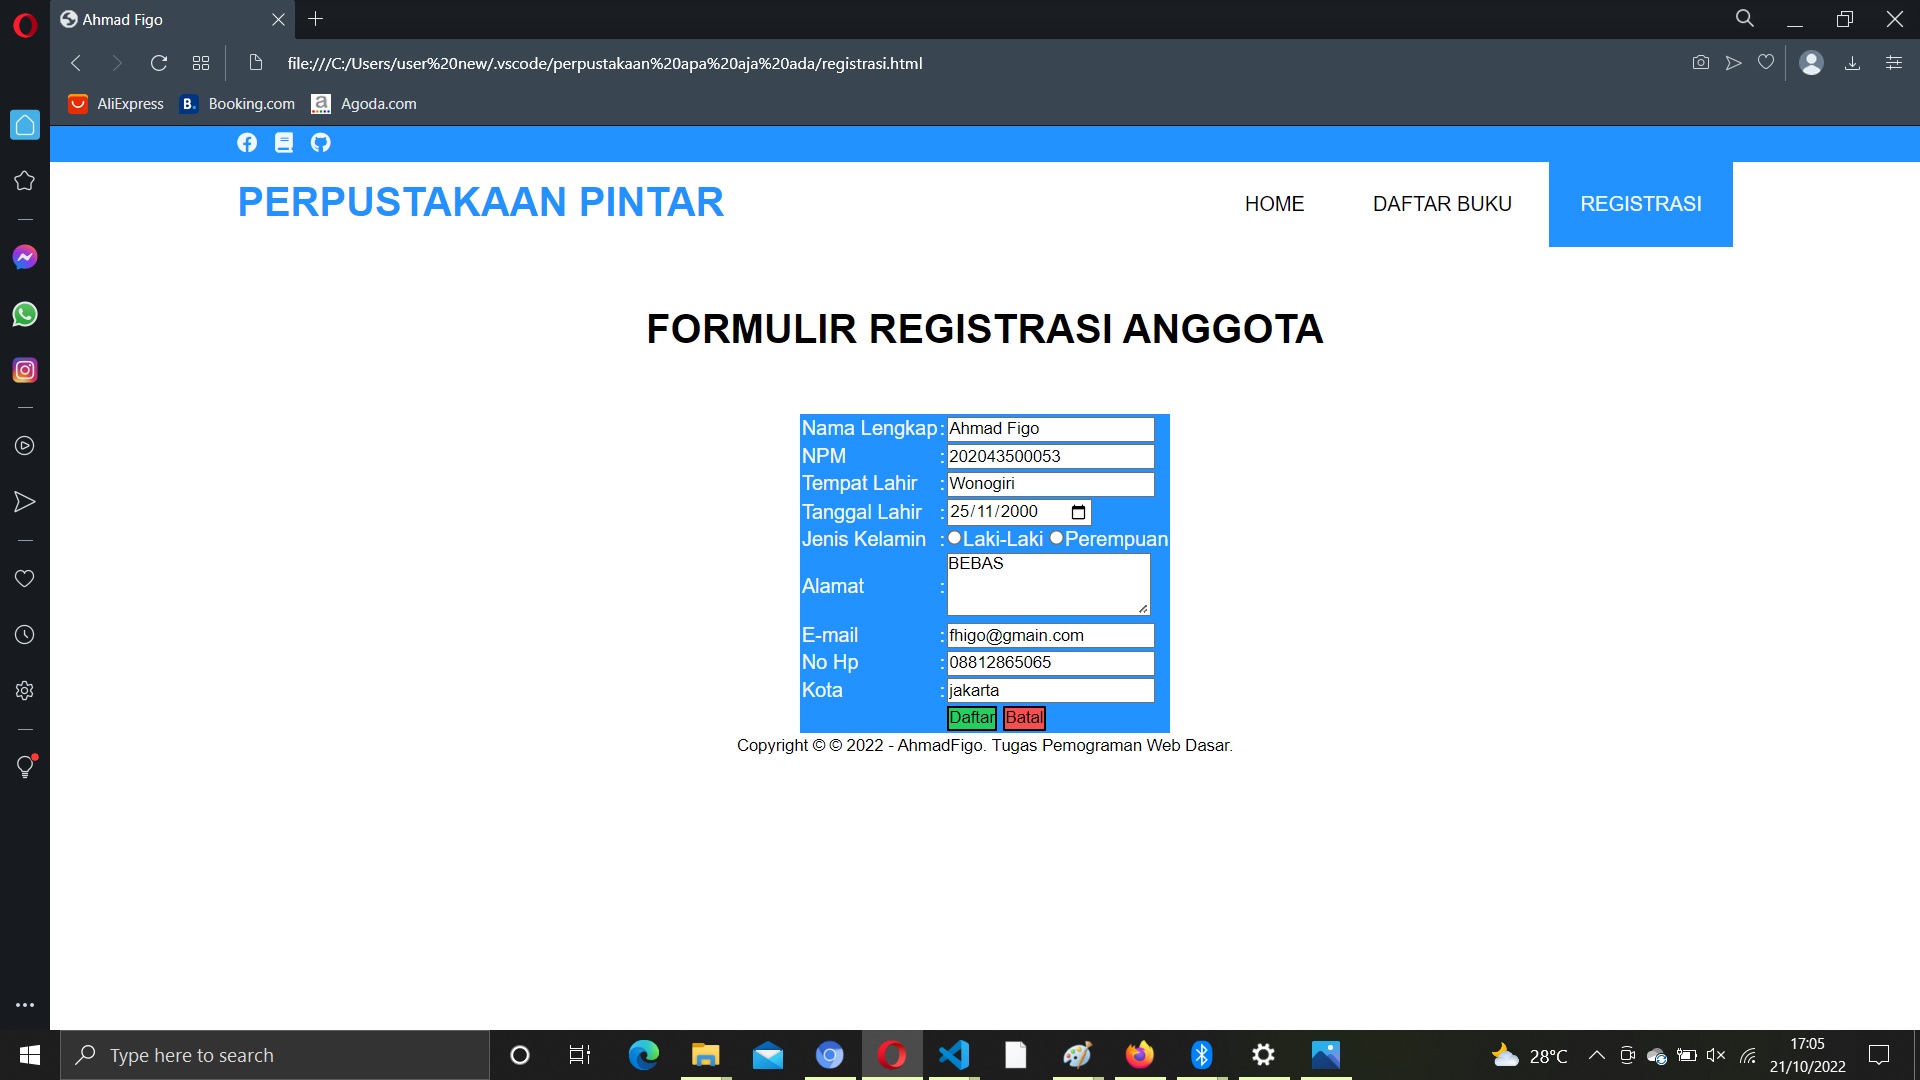 Ahmad Figo
file:///C:/Users/user%20new/.vscode/perpustakaan%20apa%20aja%20ada/registrasi.html
AliExpress B. Booking.com a Agoda.com
PERPUSTAKAAN PINTAR HOME DAFTAR BUKU REGISTRASI
FORMULIR REGISTRASI ANGGOTA
Nama Lengkap : Ahmad Figo
NPM : 202043500053
Tempat Lahir : Wonogiri
Tanggal Lahir : 25/11/2000
Jenis Kelamin : Laki-Laki Perempuan
Alamat : BEBAS
E-mail : fhigo@gmain.com
No Hp : 08812865065
Kota : jakarta
Daftar Batal
Copyright © © 2022 - AhmadFigo. Tugas Pemograman Web Dasar.
Type here to search 28°C 17:05
21/10/2022